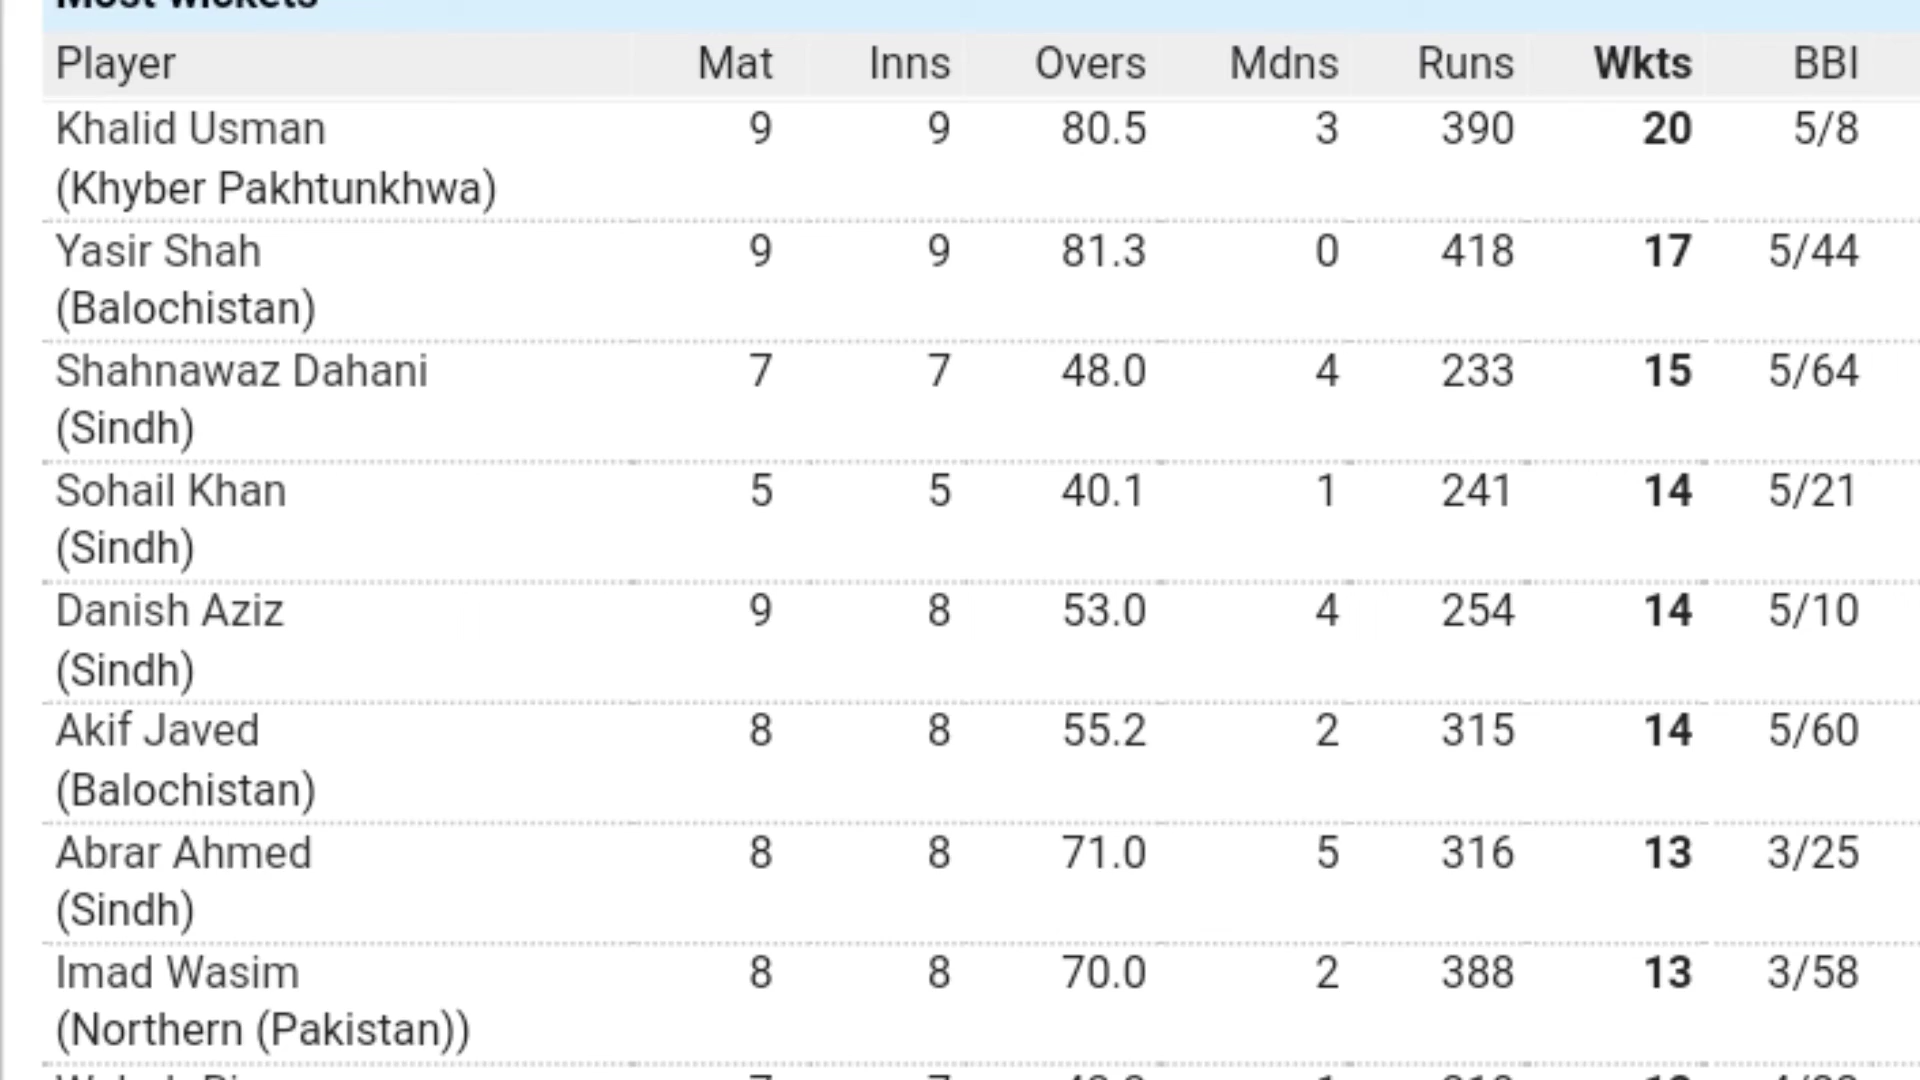 Most wickets
Player Mat Inns Overs Mdns Runs Wkts BBI
Khalid Usman 9 9 80.5 3 390 20 5/8
(Khyber Pakhtunkhwa)
Yasir Shah 9 9 81.3 0 418 17 5/44
(Balochistan)
Shahnawaz Dahani 7 7 48.0 4 233 15 5/64
(Sindh)
Sohail Khan 5 5 40.1 1 241 14 5/21
(Sindh)
Danish Aziz 9 8 53.0 4 254 14 5/10
(Sindh)
Akif Javed 8 8 55.2 2 315 14 5/60
(Balochistan)
Abrar Ahmed 8 8 71.0 5 316 13 3/25
(Sindh)
Imad Wasim 8 8 70.0 2 388 13 3/58
(Northern (Pakistan))